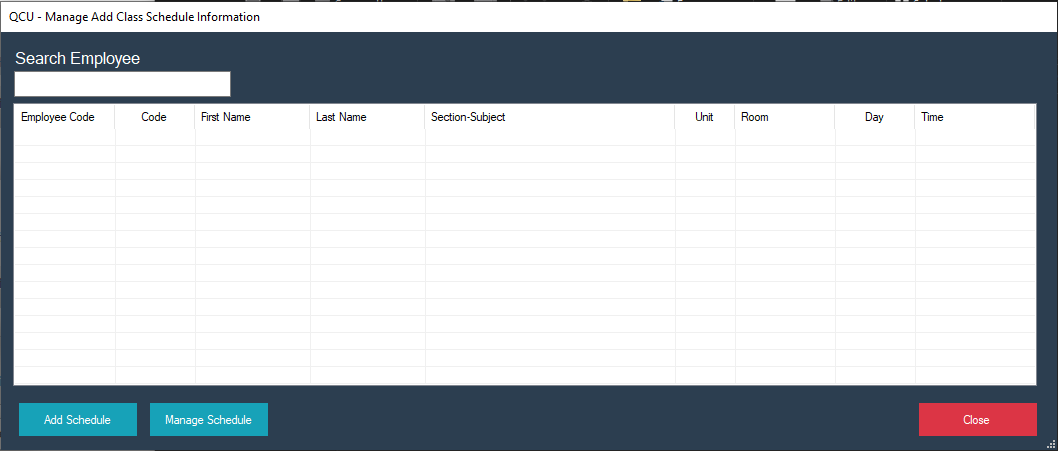 QCU - Manage Add Class Schedule Information
Search Employee
Employee Code Code First Name Last Name Section-Subject Unit Room Day Time
Add Schedule Manage Schedule Close